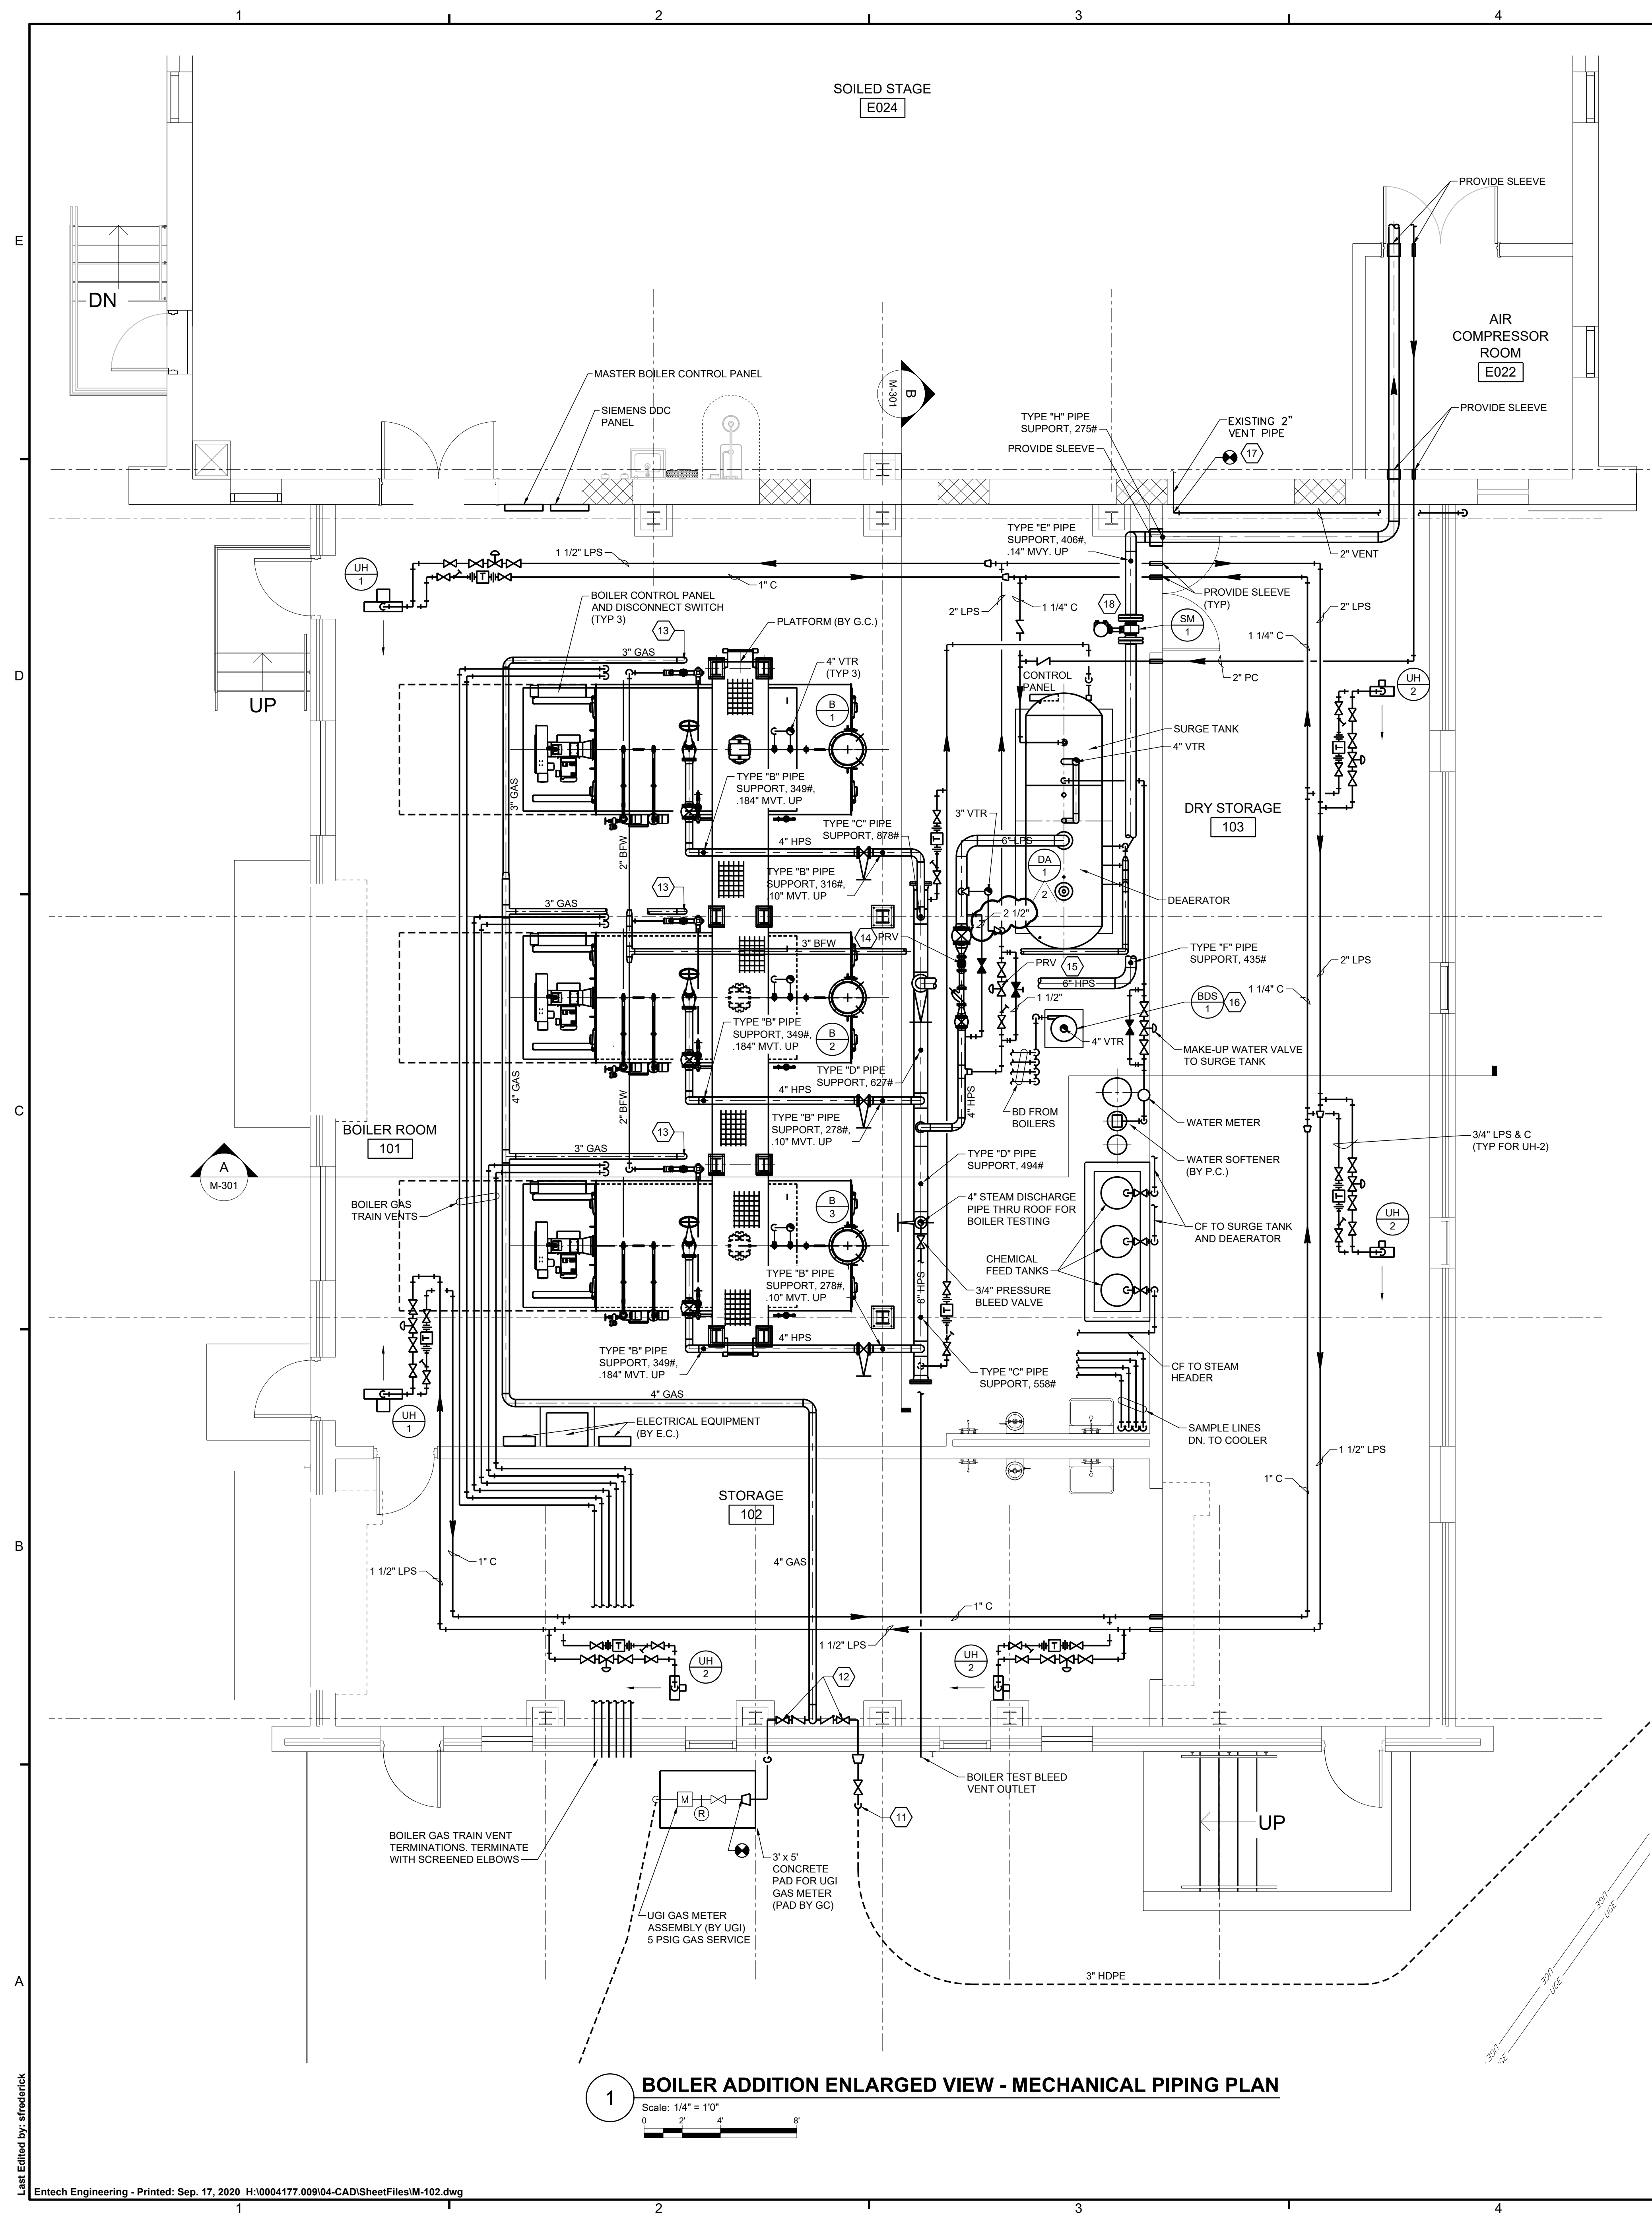 1
2
3
4
SOILED STAGE
E024
PROVIDE SLEEVE
E
DN
AIR
COMPRESSOR
ROOM
E022
MASTER BOILER CONTROL PANEL
SIEMENS DDC
PANEL
B
M-301
TYPE "H" PIPE
SUPPORT, 275#
PROVIDE SLEEVE
EXISTING 2"
VENT PIPE
17
PROVIDE SLEEVE
TYPE "E" PIPE
SUPPORT, 406#,
.14" MVY. UP
2" VENT
UH
1
1 1/2" LPS
1" C
PROVIDE SLEEVE
(TYP)
BOILER CONTROL PANEL
AND DISCONNECT SWITCH
(TYP 3)
13
PLATFORM (BY G.C.)
2" LPS
1 1/4" C
18
SM
1
2" LPS
1 1/4" C
3" GAS
4" VTR
(TYP 3)
D
UP
CONTROL
PANEL
2" PC
UH
2
B
1
SURGE TANK
4" VTR
3" GAS
TYPE "B" PIPE
SUPPORT, 349#,
.184" MVT. UP
TYPE "C" PIPE
SUPPORT, 878#
3" VTR
DRY STORAGE
103
2" BFW
4" HPS
6" LPS
TYPE "B" PIPE
SUPPORT, 316#,
.10" MVT. UP
DA
1
2
DEAERATOR
13
3" GAS
2 1/2"
14
PRV
3" BFW
PRV
15
TYPE "F" PIPE
SUPPORT, 435#
2" LPS
6" HPS
1 1/2"
BDS
1
16
1 1/4" C
TYPE "B" PIPE
SUPPORT, 349#,
.184" MVT. UP
B
2
4" VTR
MAKE-UP WATER VALVE
TO SURGE TANK
TYPE "D" PIPE
SUPPORT, 627#
4" GAS
2" BFW
4" HPS
4" HPS
C
BD FROM
BOILERS
WATER METER
TYPE "B" PIPE
SUPPORT, 278#,
.10" MVT. UP
BOILER ROOM
101
13
3" GAS
3/4" LPS & C
(TYP FOR UH-2)
A
M-301
TYPE "D" PIPE
SUPPORT, 494#
WATER SOFTENER
(BY P.C.)
BOILER GAS
TRAIN VENTS
B
3
4" STEAM DISCHARGE
PIPE THRU ROOF FOR
BOILER TESTING
CF TO SURGE TANK
AND DEAERATOR
UH
2
CHEMICAL
FEED TANKS
TYPE "B" PIPE
SUPPORT, 278#,
.10" MVT. UP
8" HPS
3/4" PRESSURE
BLEED VALVE
4" HPS
TYPE "B" PIPE
SUPPORT, 349#,
.184" MVT. UP
TYPE "C" PIPE
SUPPORT, 558#
CF TO STEAM
HEADER
4" GAS
UH
1
ELECTRICAL EQUIPMENT
(BY E.C.)
SAMPLE LINES
DN. TO COOLER
1 1/2" LPS
1" C
STORAGE
102
B
1" C
1 1/2" LPS
4" GAS
1" C
1 1/2" LPS
UH
2
UH
2
12
BOILER TEST BLEED
VENT OUTLET
M
R
11
UP
BOILER GAS TRAIN VENT
TERMINATIONS. TERMINATE
WITH SCREENED ELBOWS
3' x 5'
CONCRETE
PAD FOR UGI
GAS METER
(PAD BY GC)
UGI GAS METER
ASSEMBLY (BY UGI)
5 PSIG GAS SERVICE
UGE
UGE
A
3" HDPE
UGE
UGE
UGE
1
BOILER ADDITION ENLARGED VIEW - MECHANICAL PIPING PLAN
Scale: 1/4" = 1'0"
0 2' 4' 8'
Last Edited by: sfrederick
Entech Engineering - Printed: Sep. 17, 2020 H:\0004177.009\04-CAD\SheetFiles\M-102.dwg
1
2
3
4